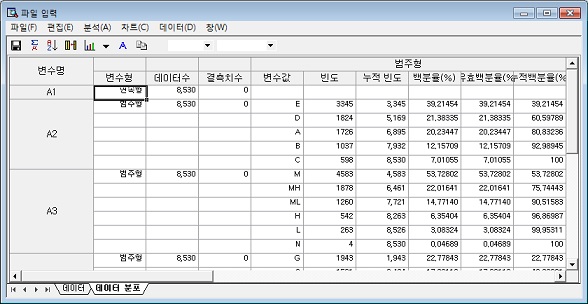 파일 입력
파일(F) 편집(E) 분석(A) 차트(C) 데이터(D) 창(W)
변수명 범주형
변수형 데이터수 결측치수 변수값 빈도 누적 빈도 백분율(%) 유효백분율(%) 누적백분율(%)
A1 연속형 8,530 0
A2 범주형 8,530 0 E 3345 3,345 39,21454 39,21454 39,21454
D 1824 5,169 21,38335 21,38335 60,59789
A 1726 6,895 20,23447 20,23447 80,83236
B 1037 7,932 12,15709 12,15709 92,98945
C 598 8,530 7,01055 7,01055 100
A3 범주형 8,530 0 M 4583 4,583 53,72802 53,72802 53,72802
MH 1878 6,461 22,01641 22,01641 75,74443
ML 1260 7,721 14,77140 14,77140 90,51583
H 542 8,263 6,35404 6,35404 96,86987
L 263 8,526 3,08324 3,08324 99,95311
N 4 8,530 0,04689 0,04689 100
범주형 8,530 0 G 1943 1,943 22,77843 22,77843 22,77843
데이터 데이터 분포